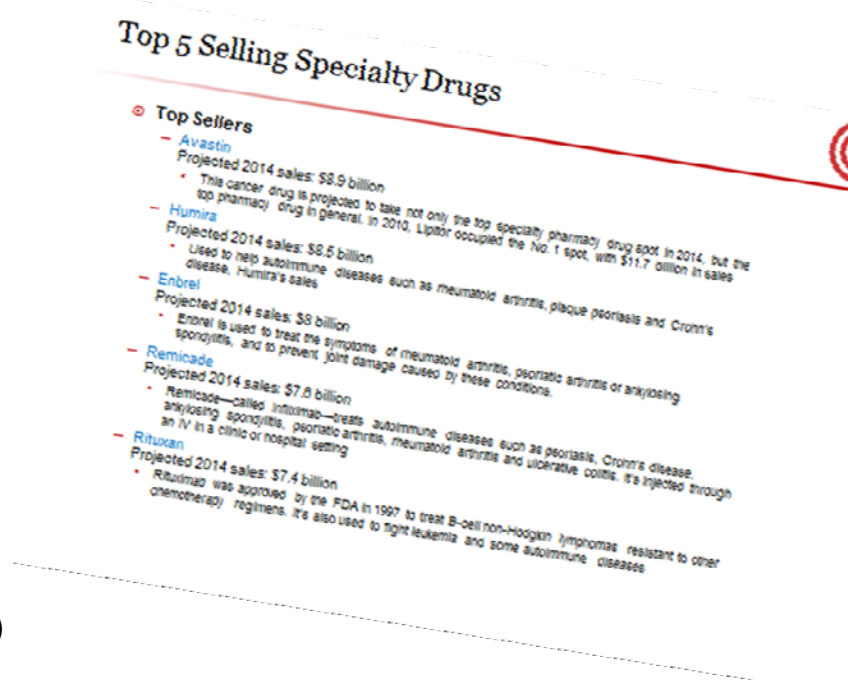 Top 5 Selling Specialty Drugs
Top Sellers
– Avastin
Projected 2014 sales: $8.9 billion
• This cancer drug is projected to take not only the top specialty pharmacy drug spot in 2014, but the
top pharmacy drug in general. In 2010, Lipitor occupied the No. 1 spot, with $11.7 billion in sales
– Humira
Projected 2014 sales: $8.5 billion
• Used to help autoimmune diseases such as rheumatoid arthritis, plaque psoriasis and Crohn's
disease, Humira's sales
– Enbrel
Projected 2014 sales: $8 billion
• Enbrel is used to treat the symptoms of rheumatoid arthritis, psoriatic arthritis or ankylosing
spondylitis, and to prevent joint damage caused by these conditions.
– Remicade
Projected 2014 sales: $7.6 billion
• Remicade—called infliximab—treats autoimmune diseases such as psoriasis, Crohn's disease,
ankylosing spondylitis, psoriatic arthritis, rheumatoid arthritis and ulcerative colitis. It's injected through
an IV in a clinic or hospital setting
– Rituxan
Projected 2014 sales: $7.4 billion
• Rituximab was approved by the FDA in 1997 to treat B-cell non-Hodgkin lymphomas resistant to other
chemotherapy regimens. It's also used to fight leukemia and some autoimmune diseases